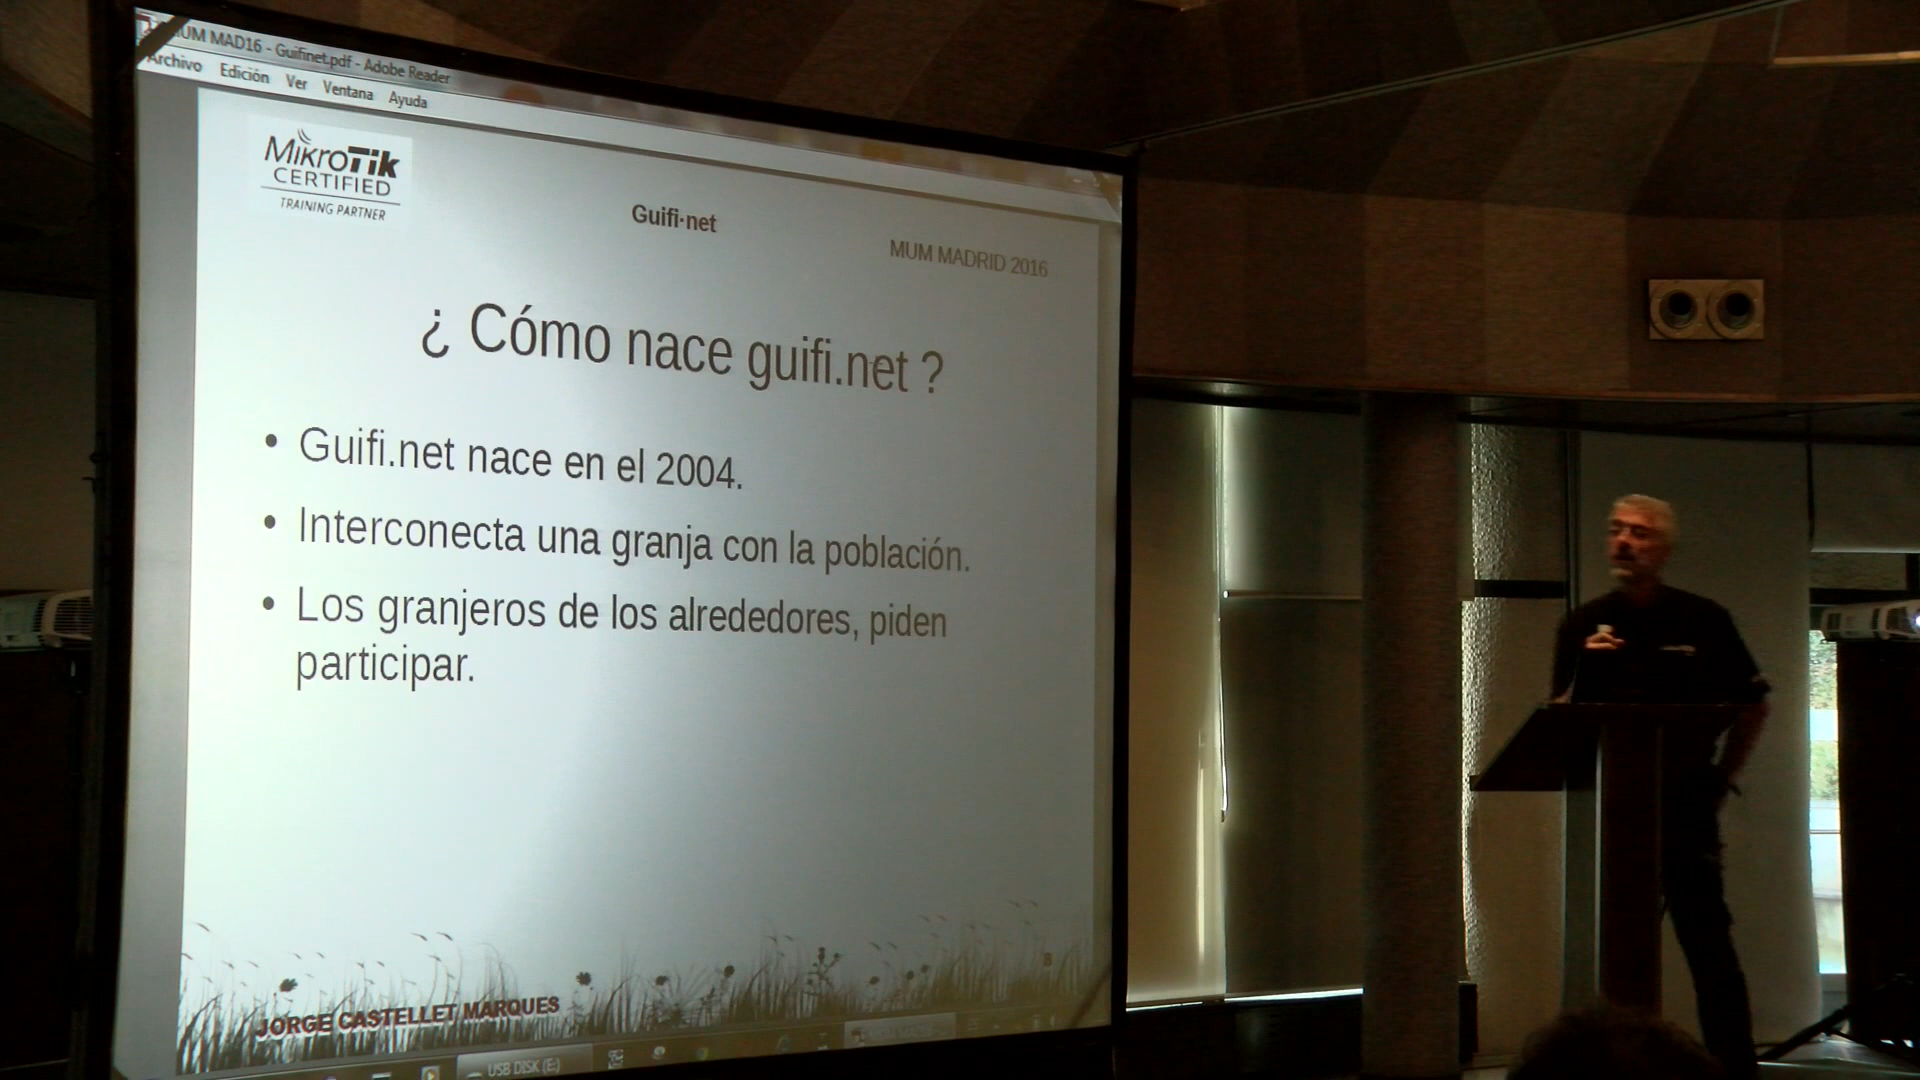 MUM MAD16 - Guifinet.pdf - Adobe Reader
Archivo Edición Ver Ventana Ayuda
MikroTik
CERTIFIED
TRAINING PARTNER
Guifi·net
MUM MADRID 2016
¿ Cómo nace guifi.net ?
• Guifi.net nace en el 2004.
• Interconecta una granja con la población.
• Los granjeros de los alrededores, piden
participar.
8
JORGE CASTELLET MARQUES
USB DISK (E:)